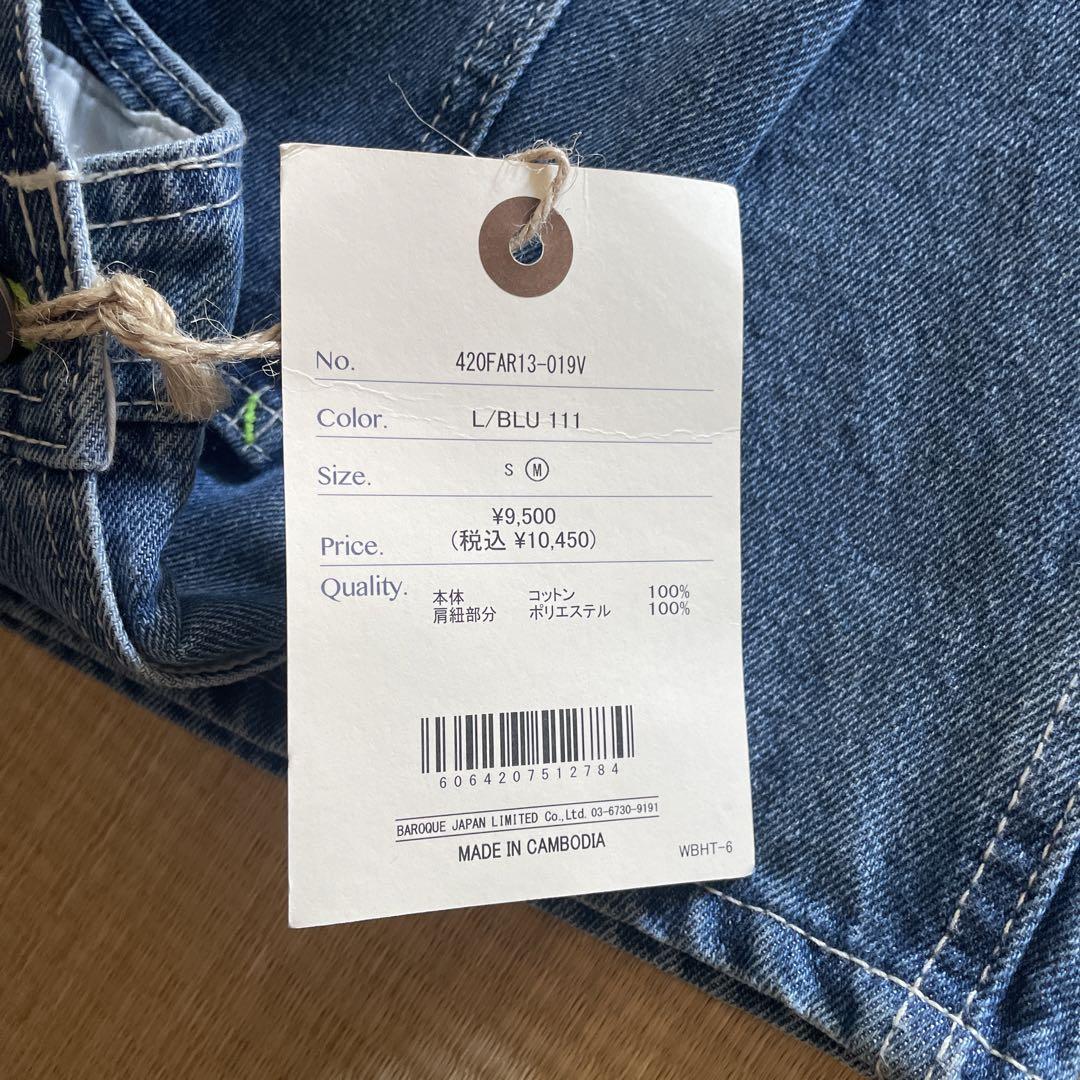 No. 420FAR13-019V
Color. L/BLU 111
Size. S Ⓜ
¥9,500
Price. (税込 ¥10,450)
Quality. 本体 コットン 100%
肩紐部分 ポリエステル 100%
6064207512784
BAROQUE JAPAN LIMITED Co.,Ltd. 03-6730-9191
MADE IN CAMBODIA
WBHT-6